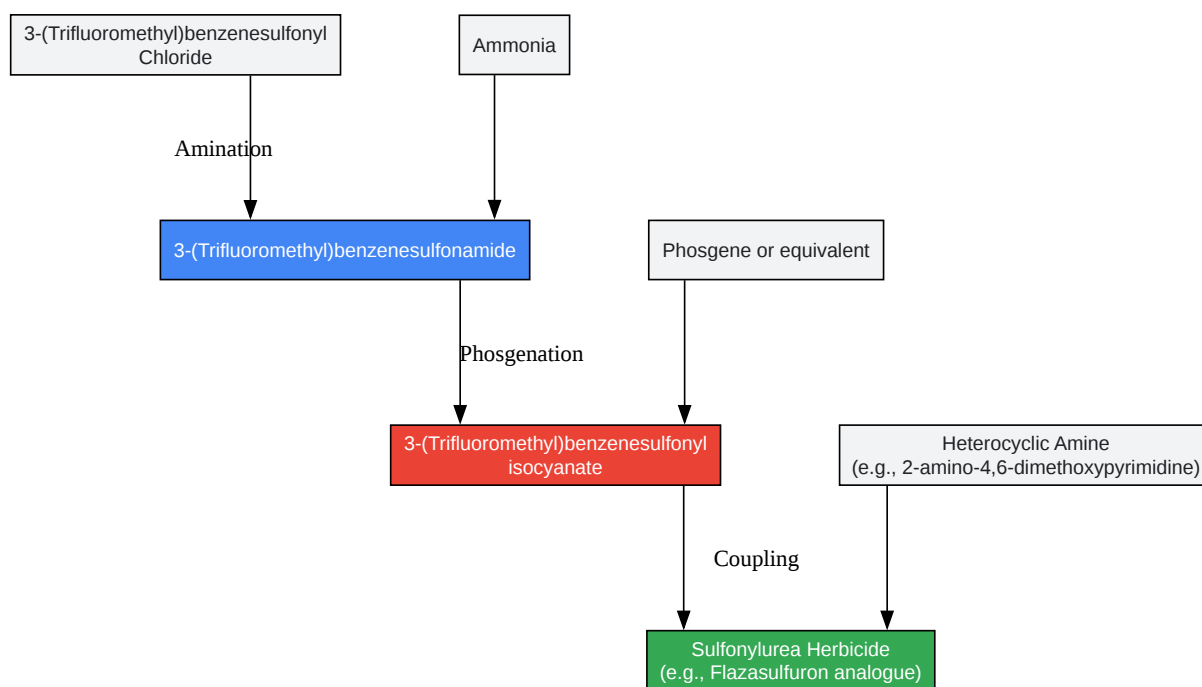 3-(Trifluoromethyl)benzenesulfonyl
Chloride
Ammonia
Amination
3-(Trifluoromethyl)benzenesulfonamide
Phosgene or equivalent
Phosgenation
3-(Trifluoromethyl)benzenesulfonyl
isocyanate
Heterocyclic Amine
(e.g., 2-amino-4,6-dimethoxypyrimidine)
Coupling
Sulfonylurea Herbicide
(e.g., Flazasulfuron analogue)